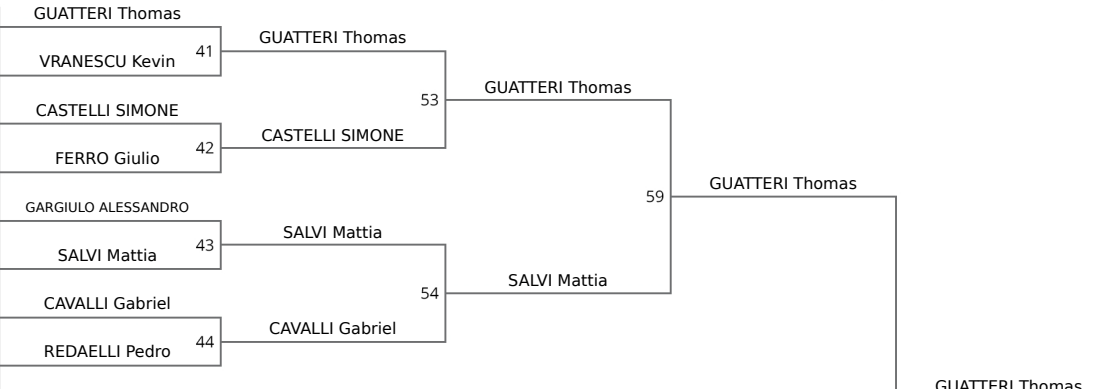 GUATTERI Thomas
41
VRANESCU Kevin
GUATTERI Thomas
53
CASTELLI SIMONE
42
FERRO Giulio
CASTELLI SIMONE
GUATTERI Thomas
59
GARGIULO ALESSANDRO
43
SALVI Mattia
SALVI Mattia
54
CAVALLI Gabriel
44
REDAELLI Pedro
CAVALLI Gabriel
SALVI Mattia
GUATTERI Thomas
GUATTERI Thomas